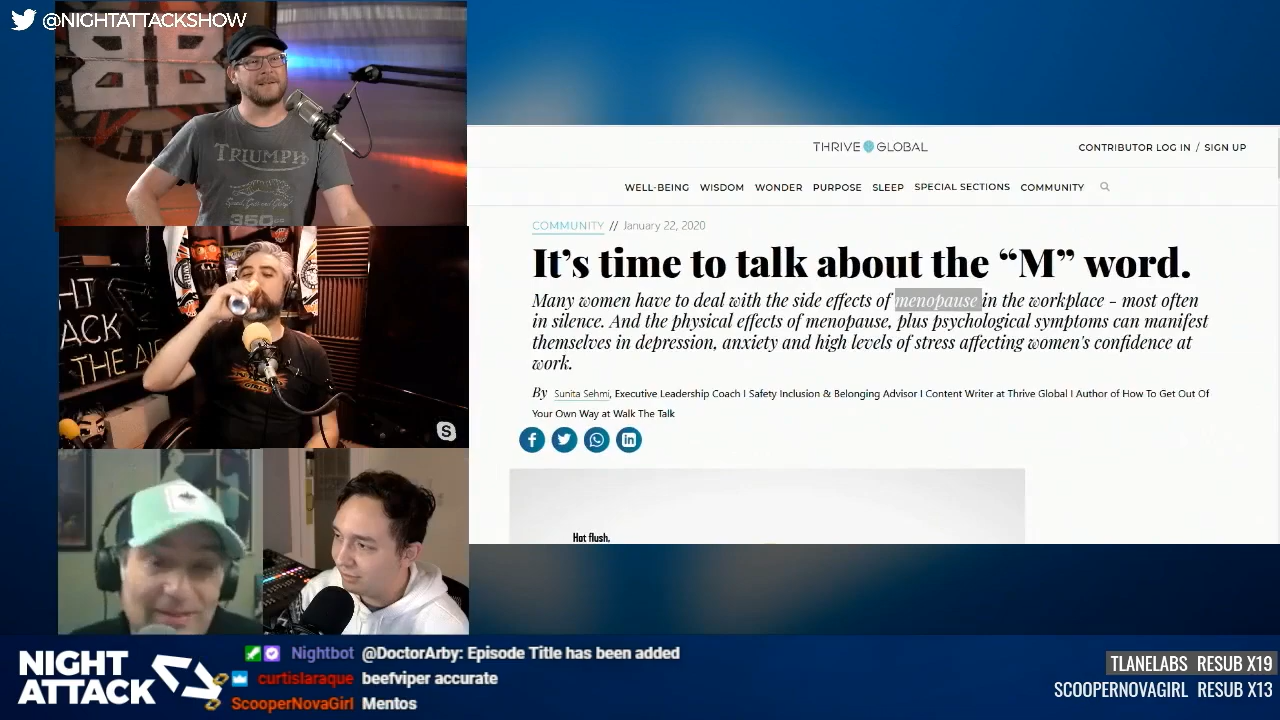 @NIGHTATTACKSHOW
TRIUMPH
350
THRIVE GLOBAL
CONTRIBUTOR LOG IN / SIGN UP
WELL-BEING WISDOM WONDER PURPOSE SLEEP SPECIAL SECTIONS COMMUNITY
COMMUNITY // January 22, 2020
It's time to talk about the “M” word.
Many women have to deal with the side effects of menopause in the workplace – most often
in silence. And the physical effects of menopause, plus psychological symptoms can manifest
themselves in depression, anxiety and high levels of stress affecting women's confidence at
work.
By Sunita Sehmi, Executive Leadership Coach I Safety Inclusion & Belonging Advisor I Content Writer at Thrive Global I Author of How To Get Out Of
Your Own Way at Walk The Talk
Hot flush,
NIGHT
ATTACK
Nightbot @DoctorArby: Episode Title has been added
curtislaraque beefviper accurate
ScooperNovaGirl Mentos
TLANELABS RESUB X19
SCOOPERNOVAGIRL RESUB X13